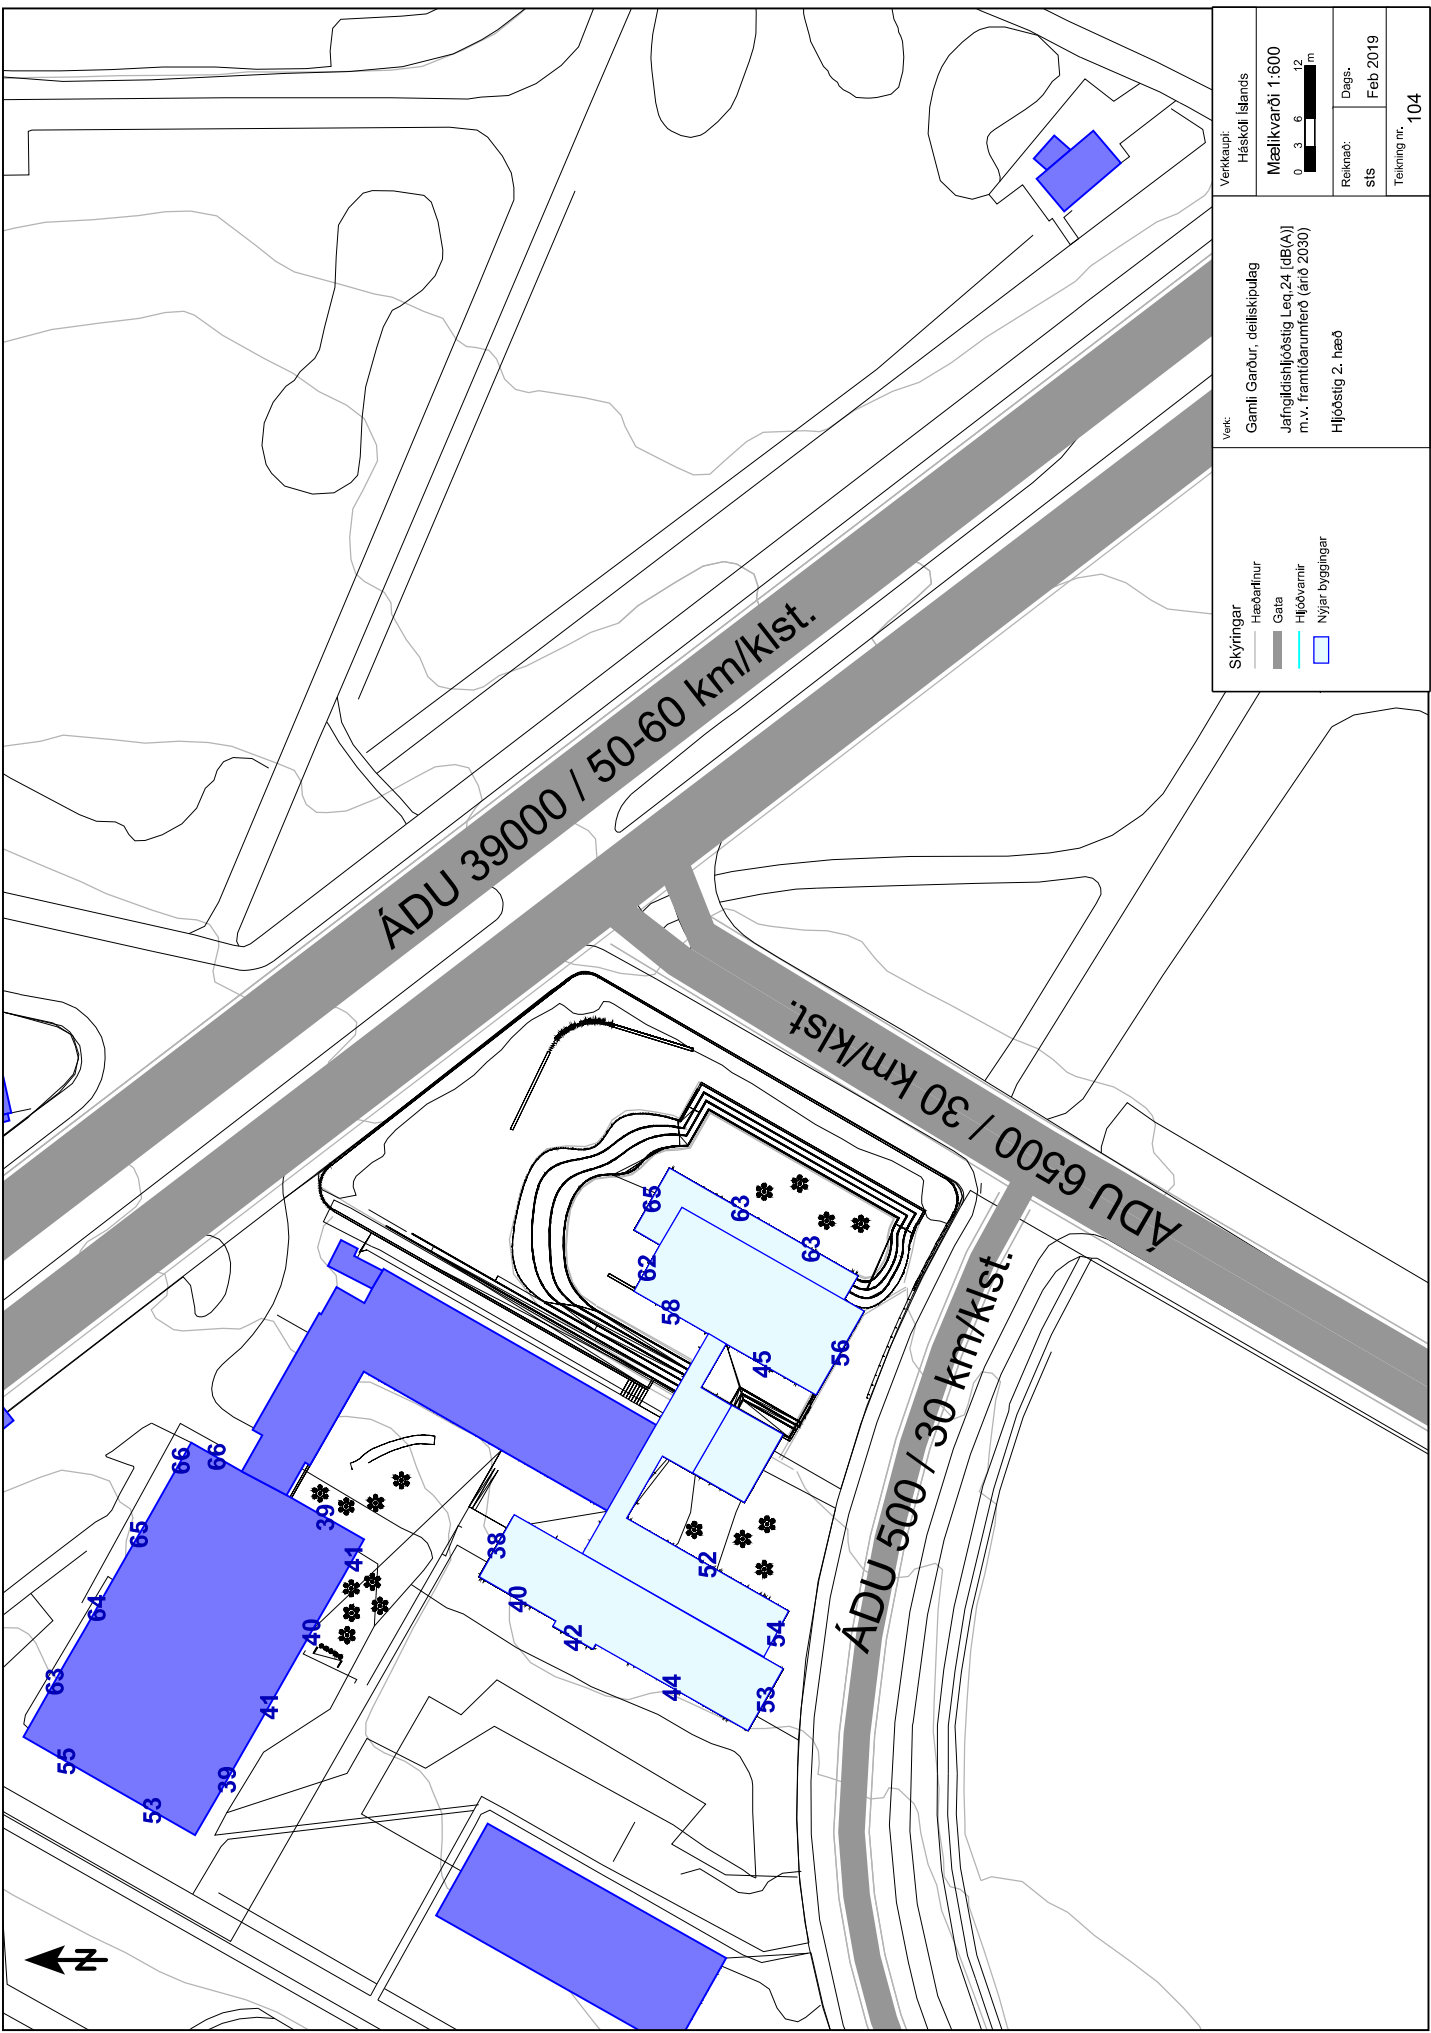 ÁDU 39000 / 50-60 km/klst.
ÁDU 6500 / 30 km/klst.
ÁDU 500 / 30 km/klst.
66
66
65
64
63
55
53
39
41
40
41
39
38
40
42
44
53
54
52
65
63
63
62
58
45
56
N
Skýringar
Hæðarlínur
Gata
Hljóðvarnir
Nýjar byggingar
Verk:
Gamli Garður, deiliskipulag
Jafngildishljóðstig Leq,24 [dB(A)]
m.v. framtíðarumferð (árið 2030)
Hljóðstig 2. hæð
Verkkaupi:
Háskóli Íslands
Mælikvarði 1:600
0 3 6 12
m
Reiknað:
sts
Dags.
Feb 2019
Teikning nr.
104